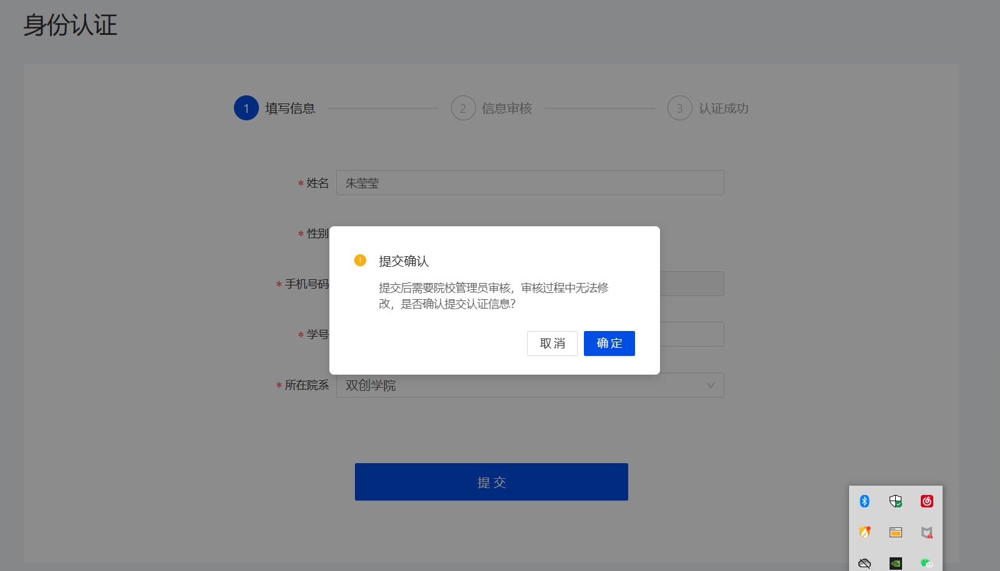 身份认证
1 填写信息 2 信息审核 3 认证成功
* 姓名 朱莹莹
* 性别
* 手机号码
* 学号
* 所在院系 双创学院
! 提交确认
提交后需要院校管理员审核，审核过程中无法修
改，是否确认提交认证信息？
取消 确定
提交